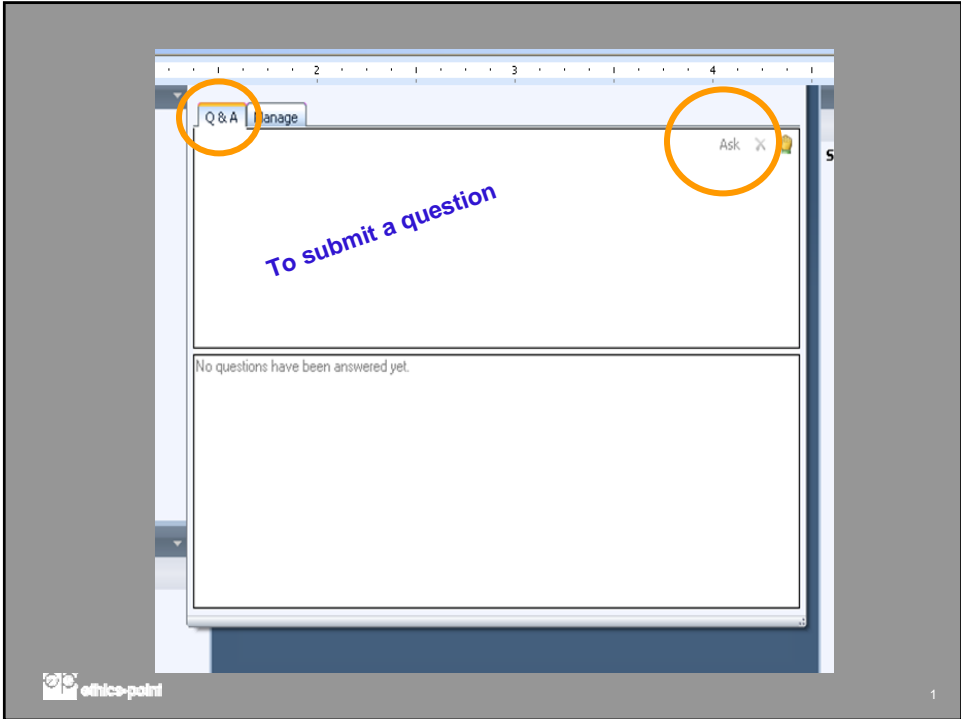 2 3 4
Q & A Manage
Ask
S
To submit a question
No questions have been answered yet.
ethics-point
1